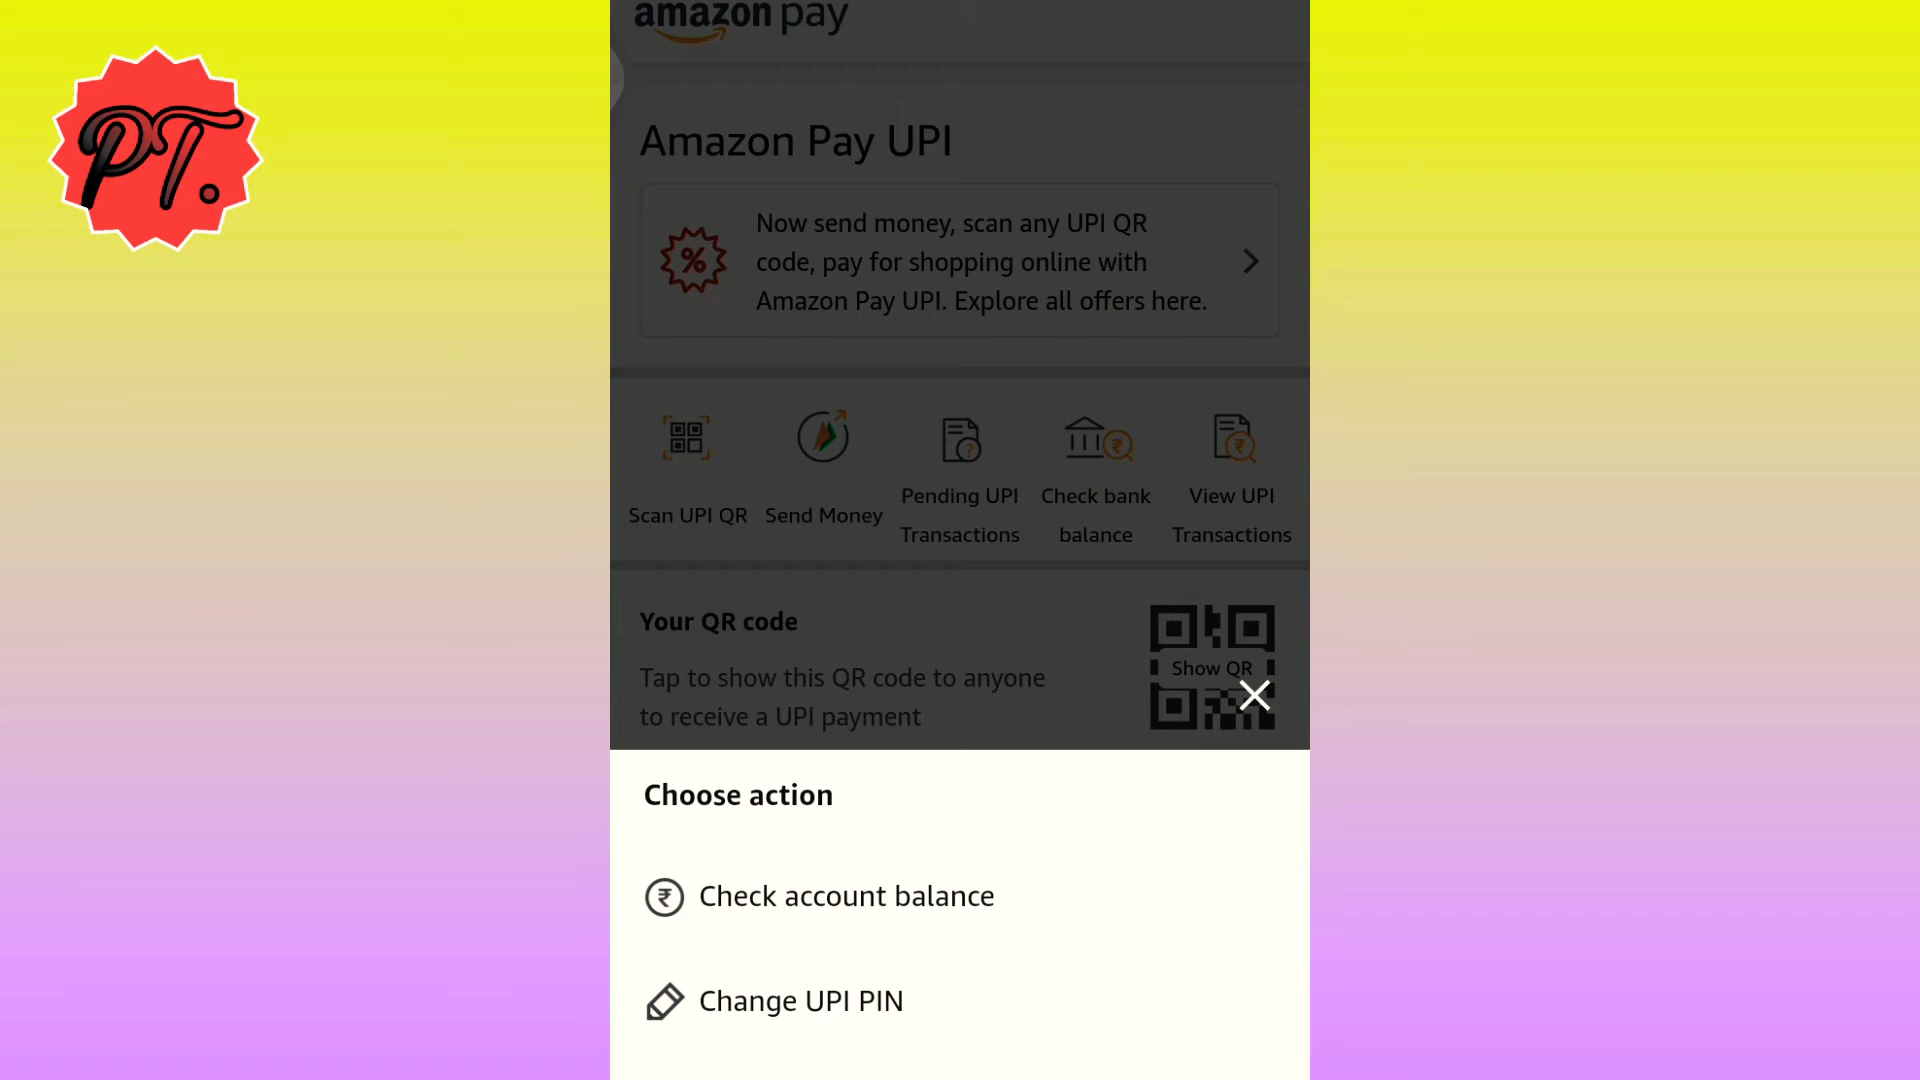 amazon pay
PT.
Amazon Pay UPI
Now send money, scan any UPI QR
code, pay for shopping online with
Amazon Pay UPI. Explore all offers here.
Scan UPI QR
Send Money
Pending UPI
Transactions
Check bank
balance
View UPI
Transactions
Your QR code
Tap to show this QR code to anyone
to receive a UPI payment
Show QR
Choose action
Check account balance
Change UPI PIN